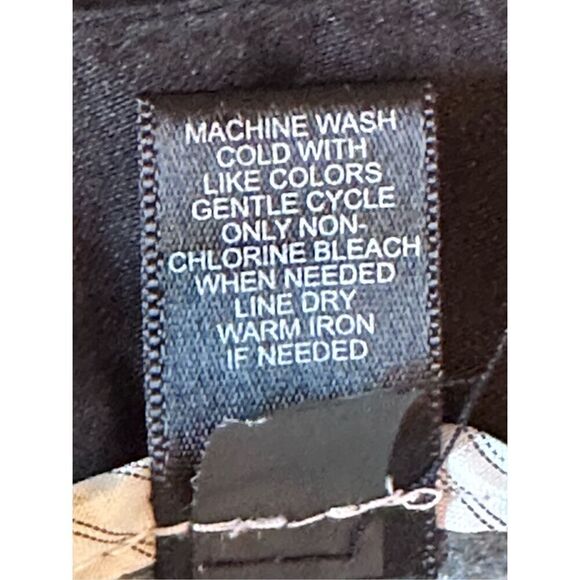 MACHINE WASH
COLD WITH
LIKE COLORS
GENTLE CYCLE
ONLY NON-
CHLORINE BLEACH
WHEN NEEDED
LINE DRY
WARM IRON
IF NEEDED